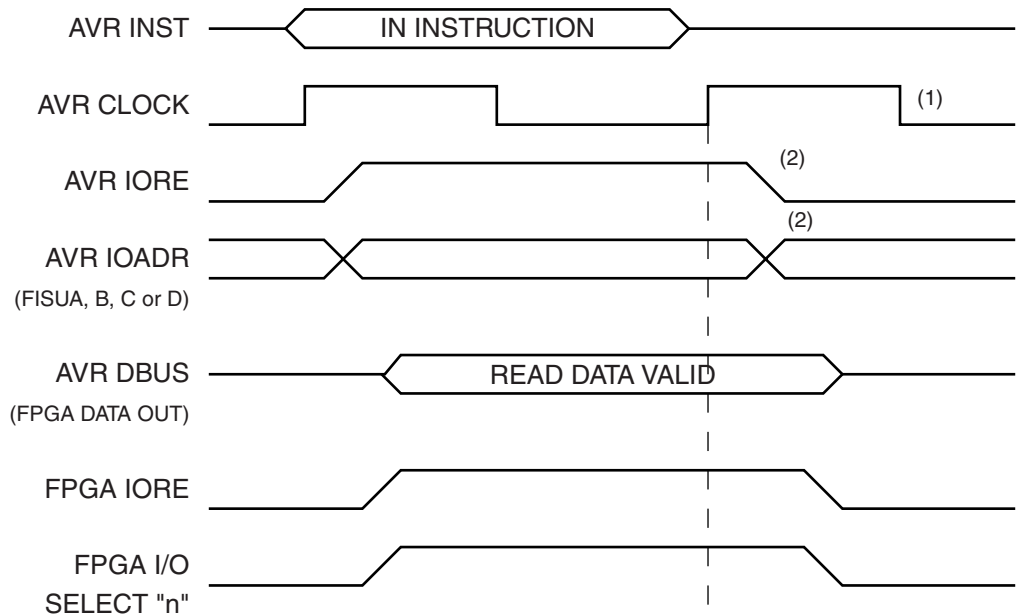 AVR INST
IN INSTRUCTION
AVR CLOCK
(1)
AVR IORE
(2)
(2)
AVR IOADR
(FISUA, B, C or D)
AVR DBUS
READ DATA VALID
(FPGA DATA OUT)
FPGA IORE
FPGA I/O
SELECT "n"